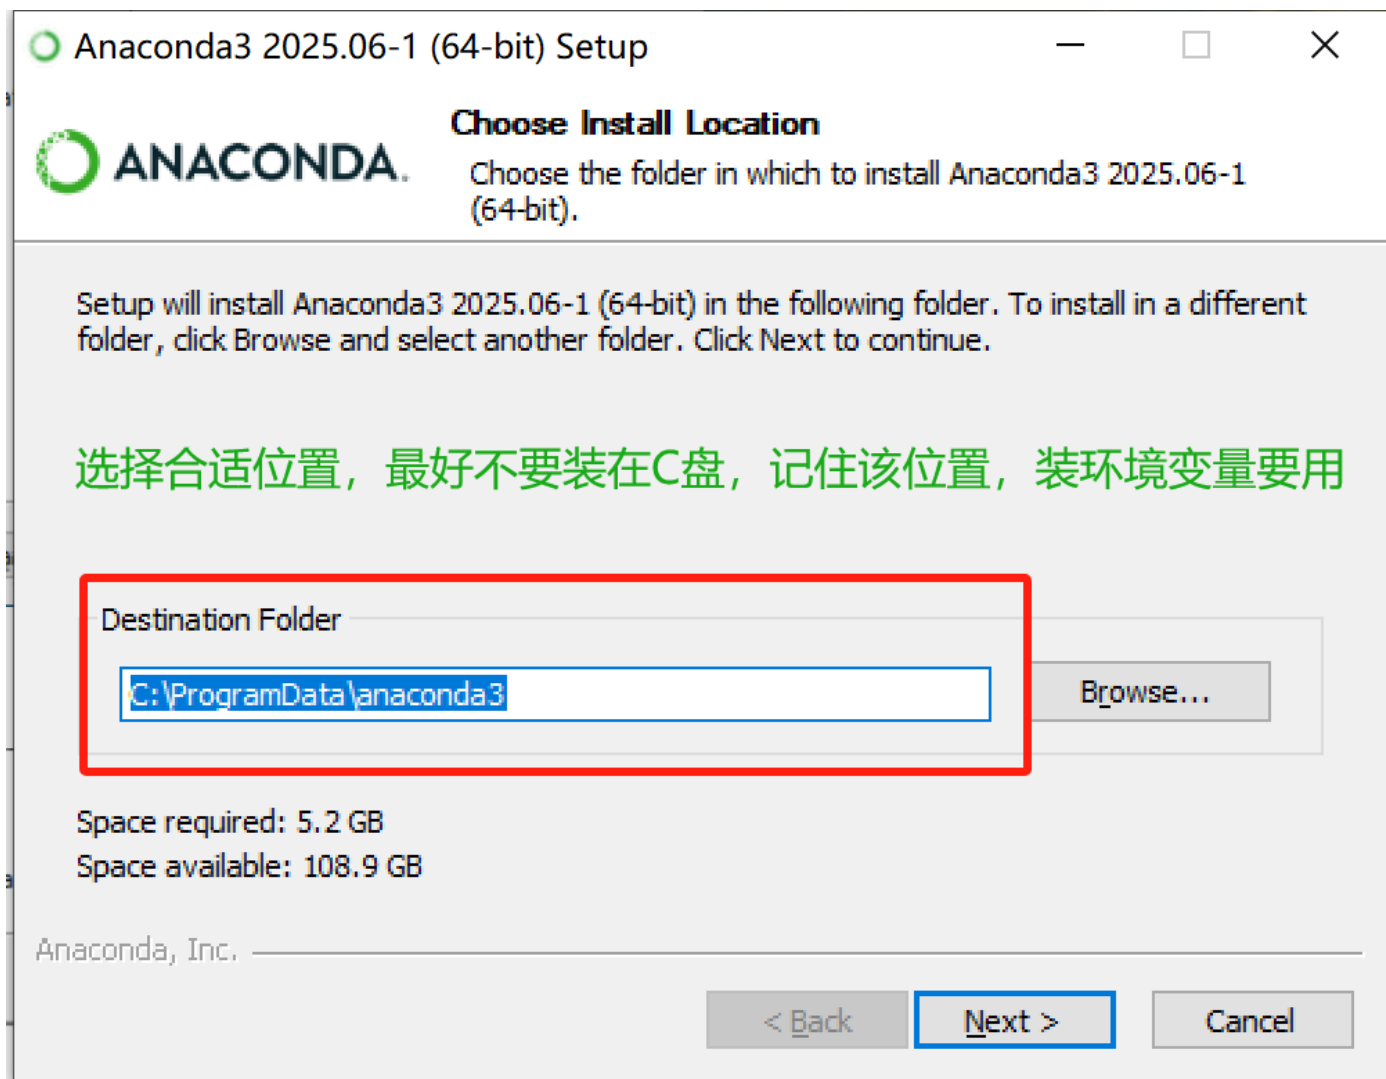 Anaconda3 2025.06-1 (64-bit) Setup
ANACONDA.
Choose Install Location
Choose the folder in which to install Anaconda3 2025.06-1
(64-bit).
Setup will install Anaconda3 2025.06-1 (64-bit) in the following folder. To install in a different
folder, click Browse and select another folder. Click Next to continue.
选择合适位置，最好不要装在C盘，记住该位置，装环境变量要用
Destination Folder
C:\ProgramData\anaconda3
Browse...
Space required: 5.2 GB
Space available: 108.9 GB
Anaconda, Inc.
< Back
Next >
Cancel